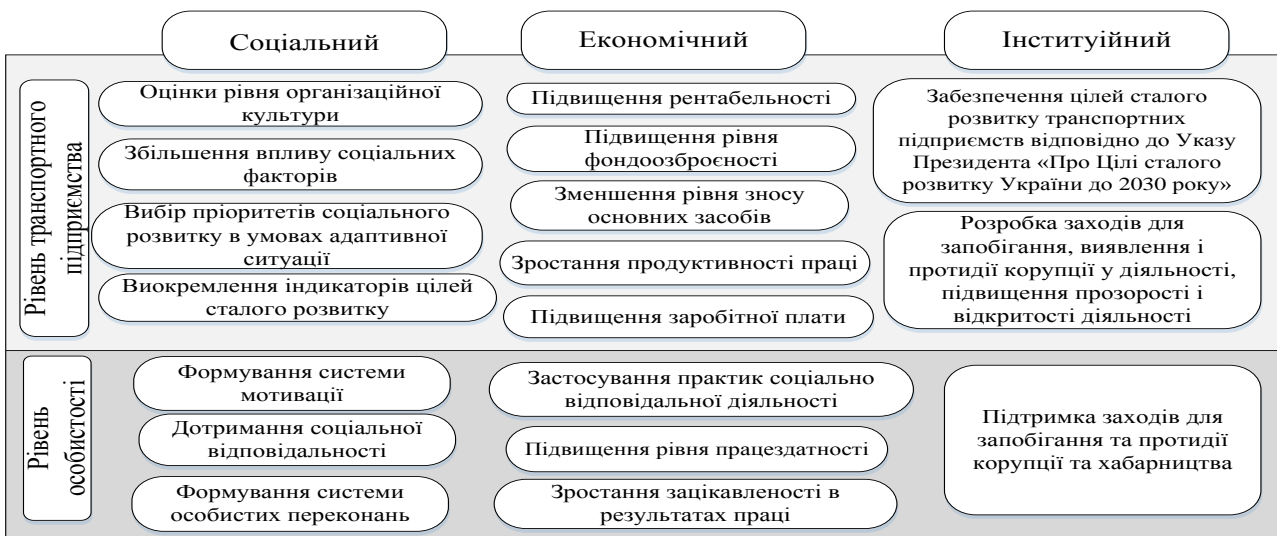 Соціальний
Економічний
Інституійний
Рівень транспортного
підприємства
Оцінки рівня організаційної
культури
Збільшення впливу соціальних
факторів
Вибір пріоритетів соціального
розвитку в умовах адаптивної
ситуації
Виокремлення індикаторів цілей
сталого розвитку
Підвищення рентабельності
Підвищення рівня
фондоозброєності
Зменшення рівня зносу
основних засобів
Зростання продуктивності праці
Підвищення заробітної плати
Забезпечення цілей сталого
розвитку транспортних
підприємств відповідно до Указу
Президента «Про Цілі сталого
розвитку України до 2030 року»
Розробка заходів для
запобігання, виявлення і
протидії корупції у діяльності,
підвищення прозорості і
відкритості діяльності
Рівень
особистості
Формування системи
мотивації
Дотримання соціальної
відповідальності
Формування системи
особистих переконань
Застосування практик соціально
відповідальної діяльності
Підвищення рівня працездатності
Зростання зацікавленості в
результатах праці
Підтримка заходів для
запобігання та протидії
корупції та хабарництва